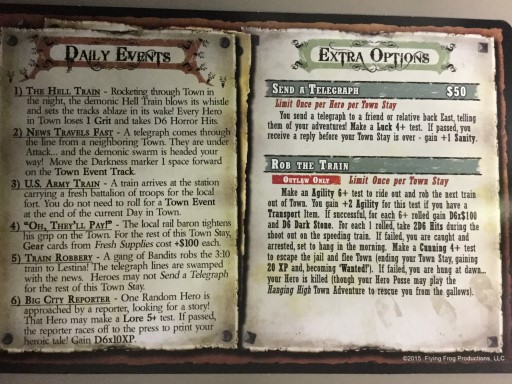 DAILY EVENTS
1) THE HELL TRAIN - Rocketing through Town in
the night, the demonic Hell Train blows its whistle
and sets the tracks ablaze in its wake! Every Hero
in Town loses 1 Grit and takes D6 Horror Hits.
2) NEWS TRAVELS FAST - A telegraph comes through
the line from a neighboring Town. They are under
Attack... and the demonic swarm is headed your
way! Move the Darkness marker 1 space forward
on the Town Event Track.
3) U.S. ARMY TRAIN - A train arrives at the station
carrying a fresh battalion of troops for the local
fort. You do not need to roll for a Town Event
at the end of the current Day in Town.
4) "OH, THEY'LL PAY!" - The local rail baron tightens
his grip on the Town. For the rest of this Town Stay,
Gear cards from Fresh Supplies cost +$100 each.
5) TRAIN ROBBERY - A gang of Bandits robs the 3:10
train to Lestina! The telegraph lines are swamped
with the news. Heroes may not Send a Telegraph
for the rest of this Town Stay.
6) BIG CITY REPORTER - One Random Hero is
approached by a reporter, looking for a story!
That Hero may make a Lore 5+ test. If passed,
the reporter races off to the press to print your
heroic tale! Gain D6x10XP.
EXTRA OPTIONS
SEND A TELEGRAPH $50
Limit Once per Hero per Town Stay
You send a telegraph to a friend or relative back East, telling
them of your adventures! Make a Luck 4+ test. If passed, you
receive a reply before your Town Stay is over - gain +1 Sanity.
ROB THE TRAIN
OUTLAW ONLY Limit Once per Town Stay
Make an Agility 6+ test to ride out and rob the next train
out of Town. You gain +2 Agility for this test if you have a
Transport Item. If successful, for each 6+ rolled gain D6x$100
and D6 Dark Stone. For each 1 rolled, take 2D6 Hits during the
shoot out on the speeding train. If failed, you are caught and
arrested, set to hang in the morning. Make a Cunning 4+ test
to escape the jail and flee Town (ending your Town Stay, gaining
20 XP and, becoming "Wanted"). If failed, you are hung at dawn...
your Hero is killed (though your Hero Posse may play the
Hanging High Town Adventure to rescue you from the gallows).
©2015 Flying Frog Productions, LLC